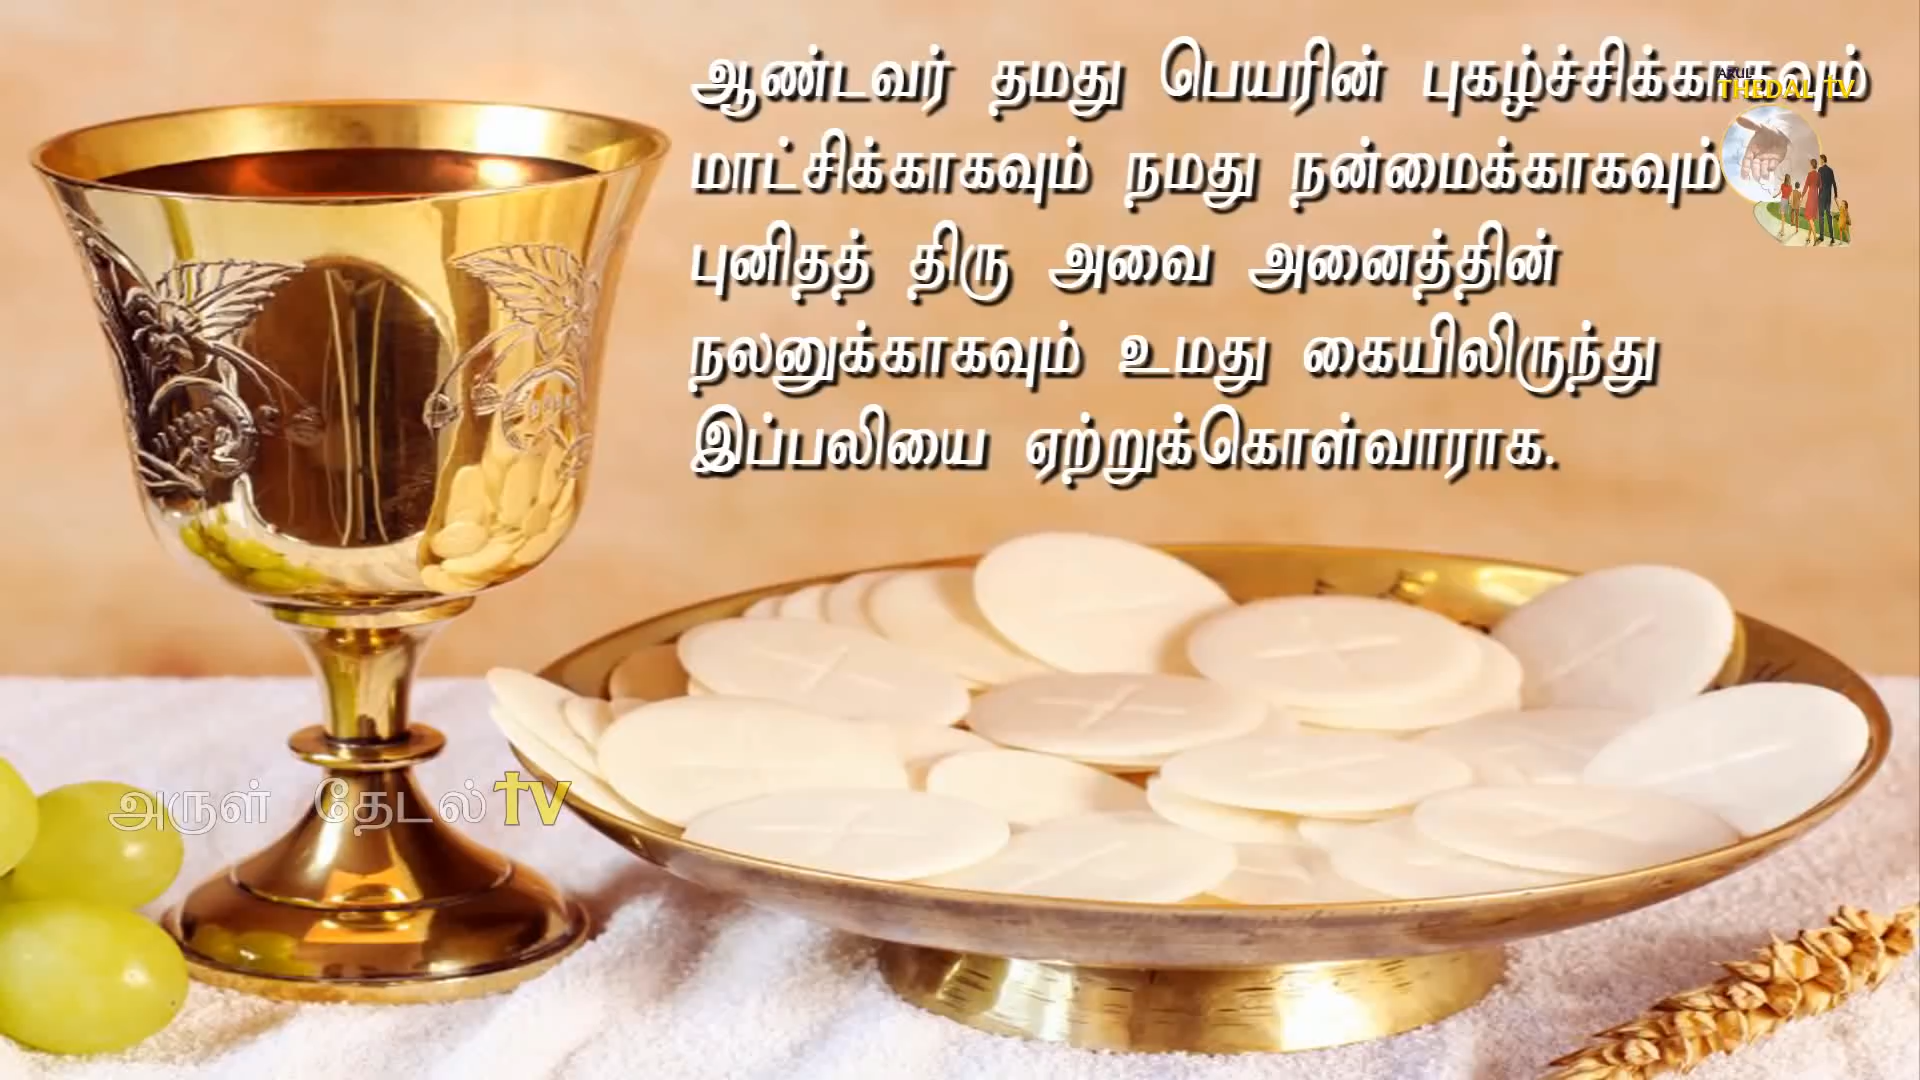 ஆண்டவர் தமது பெயரின் புகழ்ச்சிக்காகவும்
மாட்சிக்காகவும் நமது நன்மைக்காகவும்
புனிதத் திரு அவை அனைத்தின்
நலனுக்காகவும் உமது கையிலிருந்து
இப்பலியை ஏற்றுக்கொள்வாராக.
ARUL
THEDAL TV
அருள் தேடல் TV